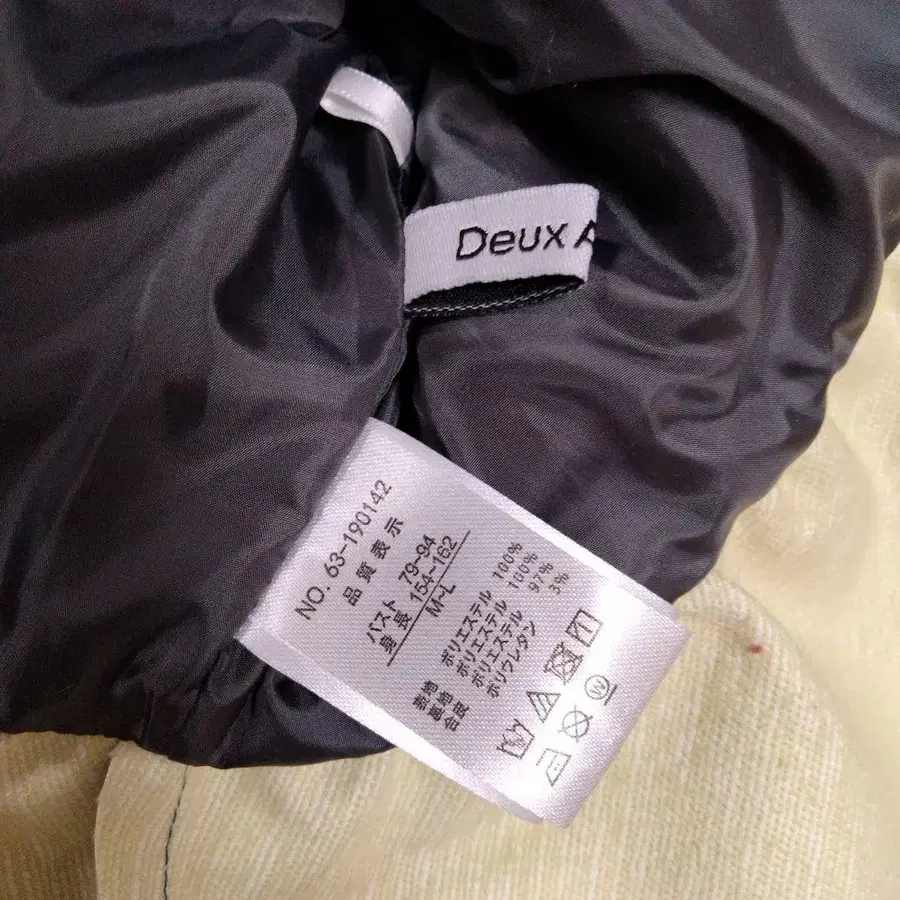 Deux A
NO. 63-190142
品質表示
バスト 79-94
身長 154-162
M-L
表地 ポリエステル 100%
裏地 ポリエステル 100%
合皮 ポリエステル 97%
ポリウレタン 3%
W